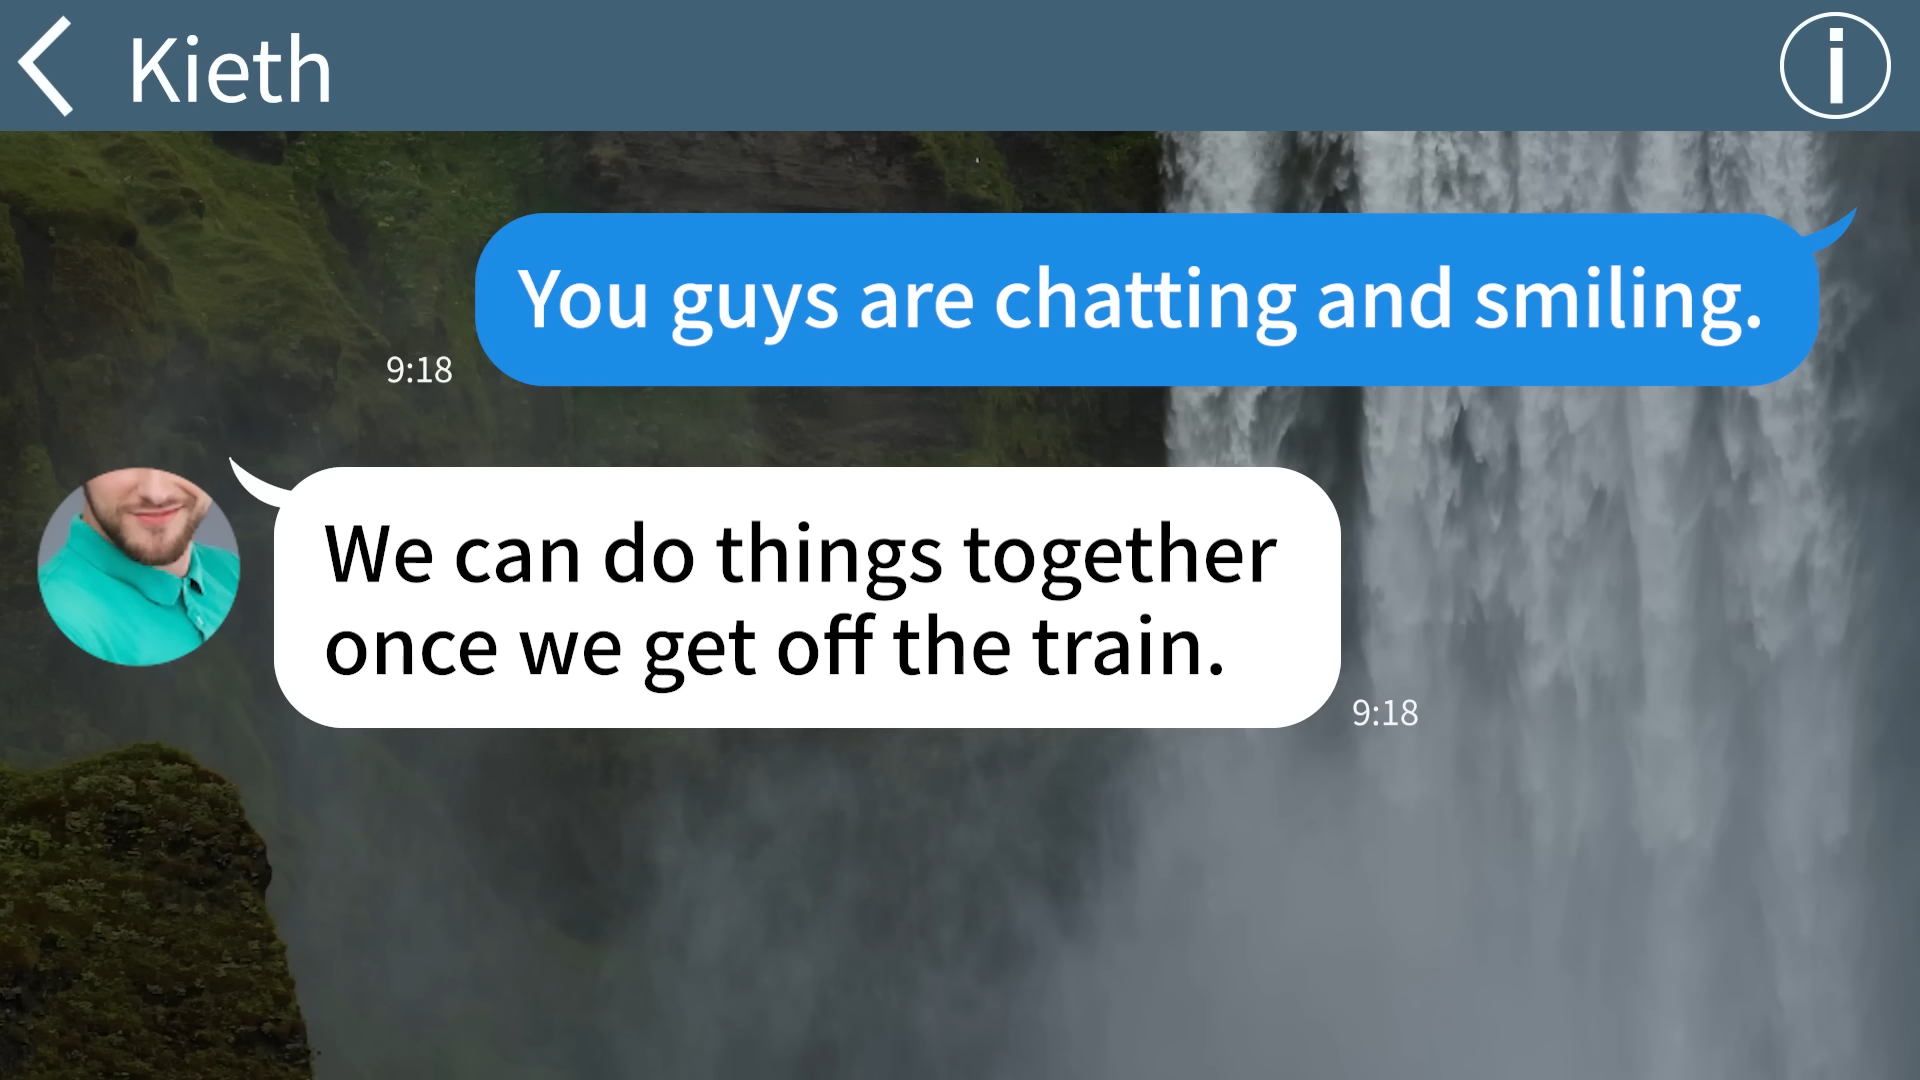 Kieth
You guys are chatting and smiling.
9:18
We can do things together
once we get off the train.
9:18